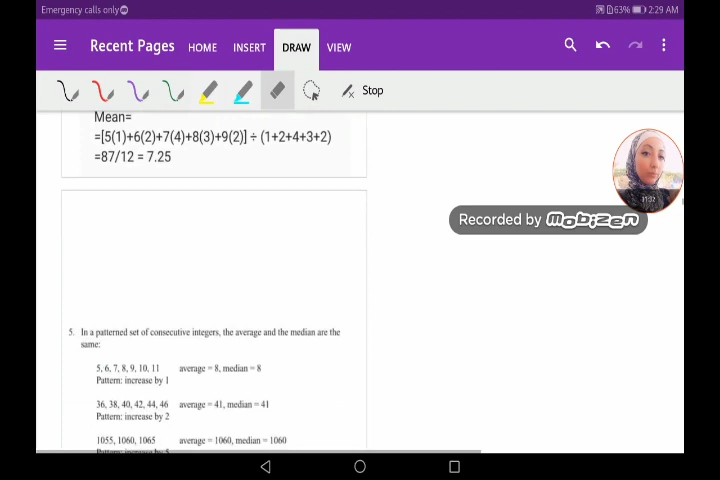 Emergency calls only
63%
2:29 AM
Recent Pages HOME INSERT DRAW VIEW
Stop
Mean=
=[5(1)+6(2)+7(4)+8(3)+9(2)] ÷ (1+2+4+3+2)
=87/12 = 7.25
Recorded by mobizen
5. In a patterned set of consecutive integers, the average and the median are the
same:
5, 6, 7, 8, 9, 10, 11 average = 8, median = 8
Pattern: increase by 1
36, 38, 40, 42, 44, 46 average = 41, median = 41
Pattern: increase by 2
1055, 1060, 1065 average = 1060, median = 1060
Pattern: increase by 5